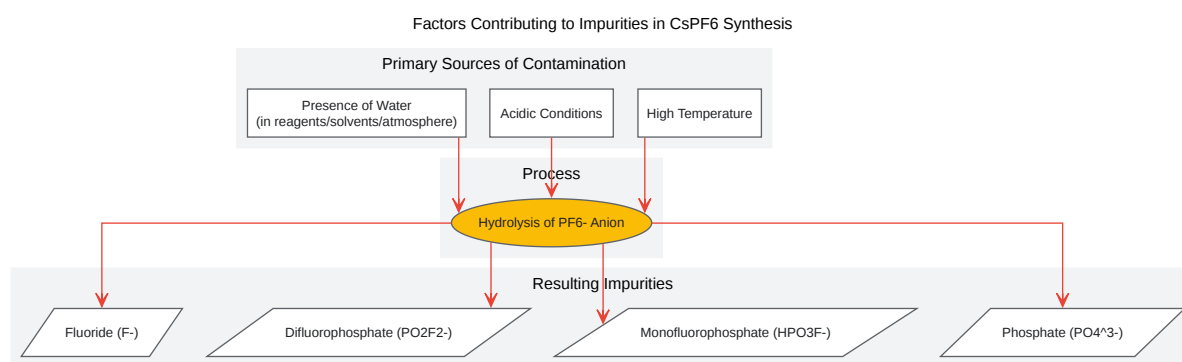 Factors Contributing to Impurities in CsPF6 Synthesis
Primary Sources of Contamination
Presence of Water
(in reagents/solvents/atmosphere)
Acidic Conditions
High Temperature
Process
Hydrolysis of PF6- Anion
Resulting Impurities
Fluoride (F-)
Difluorophosphate (PO2F2-)
Monofluorophosphate (HPO3F-)
Phosphate (PO4^3-)